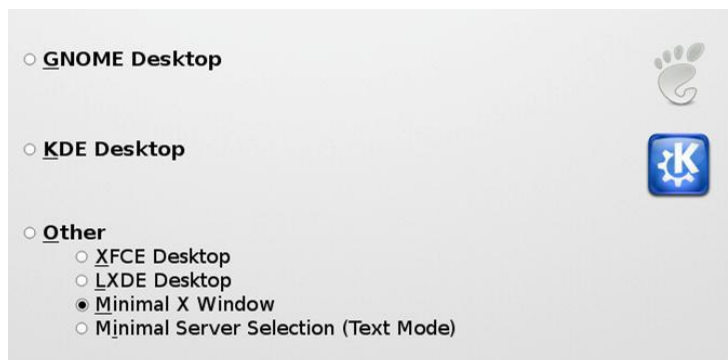 GNOME Desktop
KDE Desktop
Other
XFCE Desktop
LXDE Desktop
Minimal X Window
Minimal Server Selection (Text Mode)